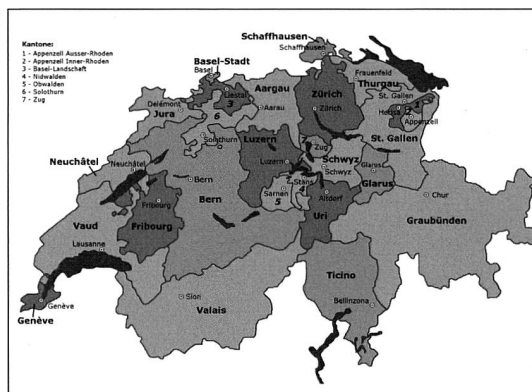 Kantone:
1 - Appenzell Ausser-Rhoden
2 - Appenzell Inner-Rhoden
3 - Basel-Landschaft
4 - Nidwalden
5 - Obwalden
6 - Solothurn
7 - Zug
Schaffhausen
Schaffhausen
Basel-Stadt
Basel
Liestal
3
Aargau
Aarau
Zürich
Zürich
Frauenfeld
Thurgau
St. Gallen
Herisau
1
2
Appenzell
St. Gallen
Delémont
Jura
6
Solothurn
Luzern
Luzern
7
Zug
Schwyz
Schwyz
Glarus
Glarus
Neuchâtel
Neuchâtel
Bern
Bern
Sarnen
5
Stans
4
Altdorf
Uri
Chur
Graubünden
Vaud
Lausanne
Fribourg
Fribourg
Genève
Genève
Sion
Valais
Ticino
Bellinzona